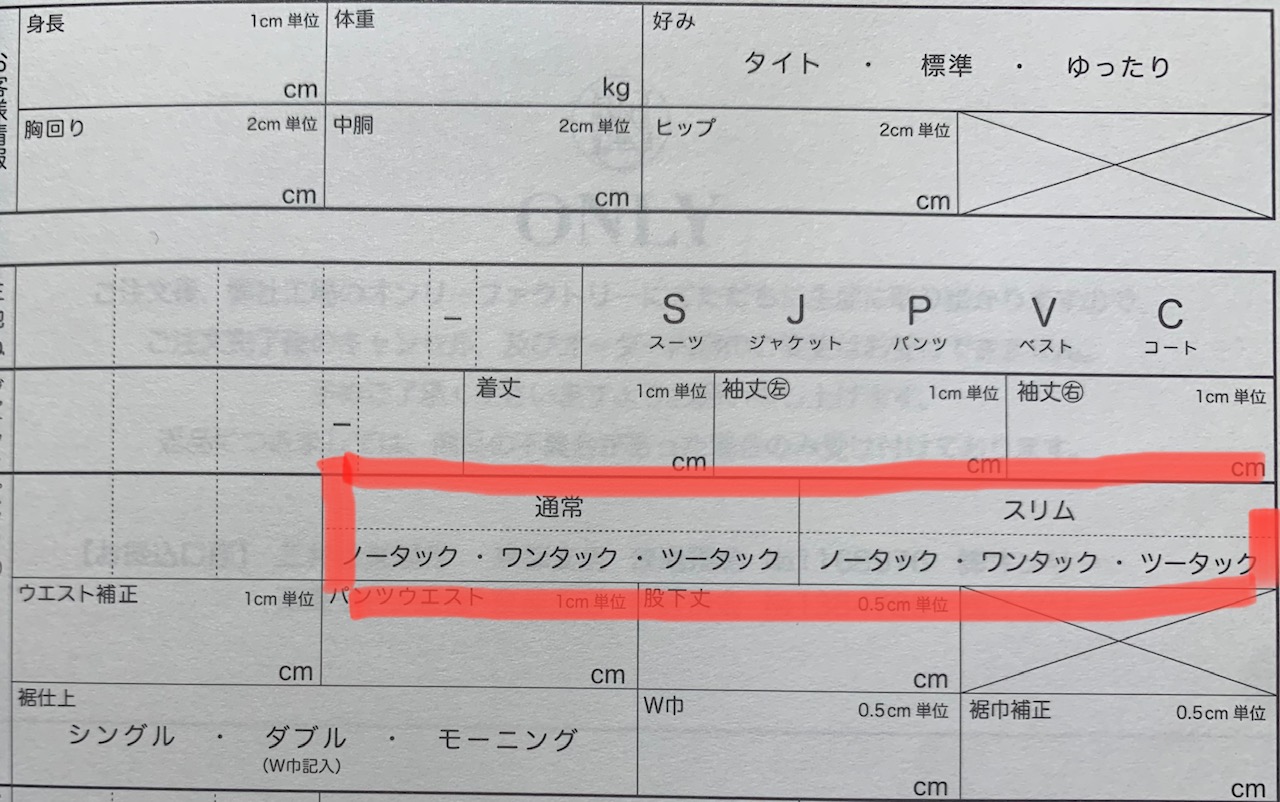 身長 1cm 単位 cm
体重 kg
好み
タイト ・ 標準 ・ ゆったり
胸回り 2cm 単位 cm
中胴 2cm 単位 cm
ヒップ 2cm 単位 cm
ONLY
–
S J P V C
スーツ ジャケット パンツ ベスト コート
–
着丈 1cm 単位 cm
袖丈㊧ 1cm 単位 cm
袖丈㊨ 1cm 単位 cm
通常 スリム
ノータック ・ ワンタック ・ ツータック ノータック ・ ワンタック ・ ツータック
ウエスト補正 1cm 単位 cm
パンツウエスト 1cm 単位 cm
股下丈 0.5cm 単位 cm
裾仕上
シングル ・ ダブル ・ モーニング
(W巾記入)
W巾 0.5cm 単位 cm
裾巾補正 0.5cm 単位 cm